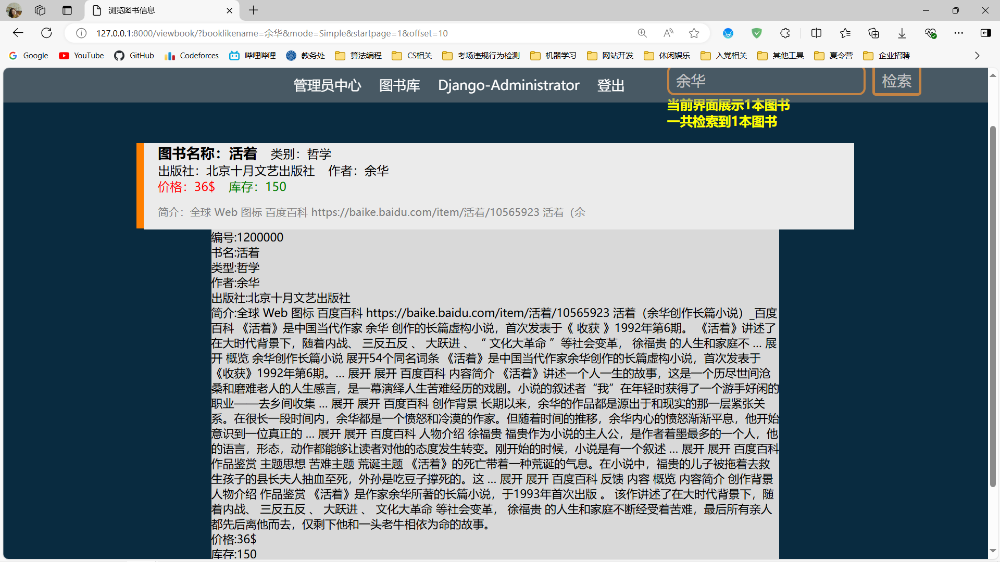 浏览图书信息
127.0.0.1:8000/viewbook/?booklikename=余华&mode=Simple&startpage=1&offset=10
Google YouTube GitHub Codeforces 哔哩哔哩 教务处 算法编程 CS相关 考场违规行为检测 机器学习 网站开发 休闲娱乐 入党相关 其他工具 夏令营 企业招聘
管理员中心 图书库 Django-Administrator 登出 余华 检索
当前界面展示1本图书
一共检索到1本图书
图书名称：活着 类别：哲学
出版社：北京十月文艺出版社 作者：余华
价格：36$ 库存：150
简介：全球 Web 图标 百度百科 https://baike.baidu.com/item/活着/10565923 活着（余
编号:1200000
书名:活着
类型:哲学
作者:余华
出版社:北京十月文艺出版社
简介:全球 Web 图标 百度百科 https://baike.baidu.com/item/活着/10565923 活着（余华创作长篇小说）_百度
百科 《活着》是中国当代作家 余华 创作的长篇虚构小说，首次发表于《 收获 》1992年第6期。 《活着》讲述了
在大时代背景下，随着内战、 三反五反 、 大跃进 、 “ 文化大革命 ” 等社会变革， 徐福贵 的人生和家庭不 ... 展
开 概览 余华创作长篇小说 展开54个同名词条 《活着》是中国当代作家余华创作的长篇虚构小说，首次发表于
《收获》1992年第6期。... 展开 展开 百度百科 内容简介 《活着》讲述一个人一生的故事，这是一个历尽世间沧
桑和磨难老人的人生感言，是一幕演绎人生苦难经历的戏剧。小说的叙述者“我”在年轻时获得了一个游手好闲的
职业——去乡间收集 ... 展开 展开 百度百科 创作背景 长期以来，余华的作品都是源出于和现实的那一层紧张关
系。在很长一段时间内，余华都是一个愤怒和冷漠的作家。但随着时间的推移，余华内心的愤怒渐渐平息，他开始
意识到一位真正的 ... 展开 展开 百度百科 人物介绍 徐福贵 福贵作为小说的主人公，是作者着墨最多的一个人，他
的语言，形态，动作都能够让读者对他的态度发生转变。刚开始的时候，小说是有一个叙述 ... 展开 展开 百度百科
作品鉴赏 主题思想 苦难主题 荒诞主题 《活着》的死亡带着一种荒诞的气息。在小说中，福贵的儿子被拖着去救
生孩子的县长夫人抽血至死，外孙是吃豆子撑死的。这 ... 展开 展开 百度百科 反馈 内容 概览 内容简介 创作背景
人物介绍 作品鉴赏 《活着》是作家余华所著的长篇小说，于1993年首次出版 。 该作讲述了在大时代背景下，随
着内战、 三反五反 、 大跃进 、 文化大革命 等社会变革， 徐福贵 的人生和家庭不断经受着苦难，最后所有亲人
都先后离他而去，仅剩下他和一头老牛相依为命的故事。
价格:36$
库存:150